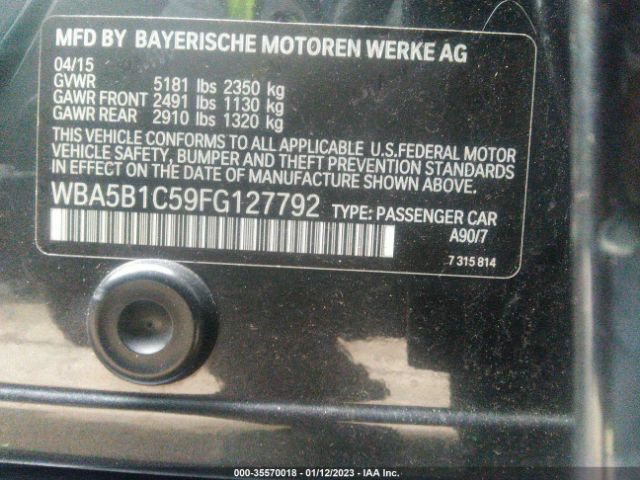 MFD BY BAYERISCHE MOTOREN WERKE AG
04/15
GVWR 5181 lbs 2350 kg
GAWR FRONT 2491 lbs 1130 kg
GAWR REAR 2910 lbs 1320 kg
THIS VEHICLE CONFORMS TO ALL APPLICABLE U.S.FEDERAL MOTOR
VEHICLE SAFETY, BUMPER AND THEFT PREVENTION STANDARDS
IN EFFECT ON THE DATE OF MANUFACTURE SHOWN ABOVE.
WBA5B1C59FG127792 TYPE: PASSENGER CAR
A90/7
7 315 814
000-35570018 - 01/12/2023 - IAA Inc.